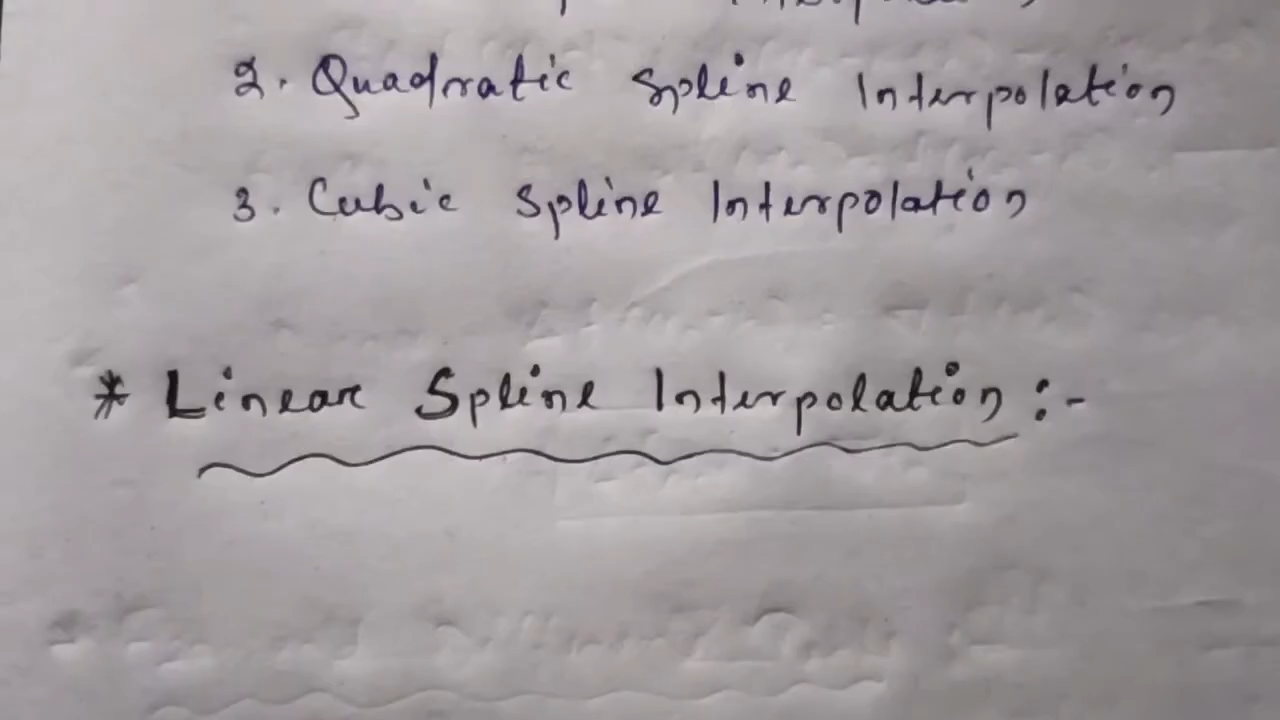 2. Quadratic Spline Interpolation
3. Cubic Spline Interpolation
* Linear Spline Interpolation :-